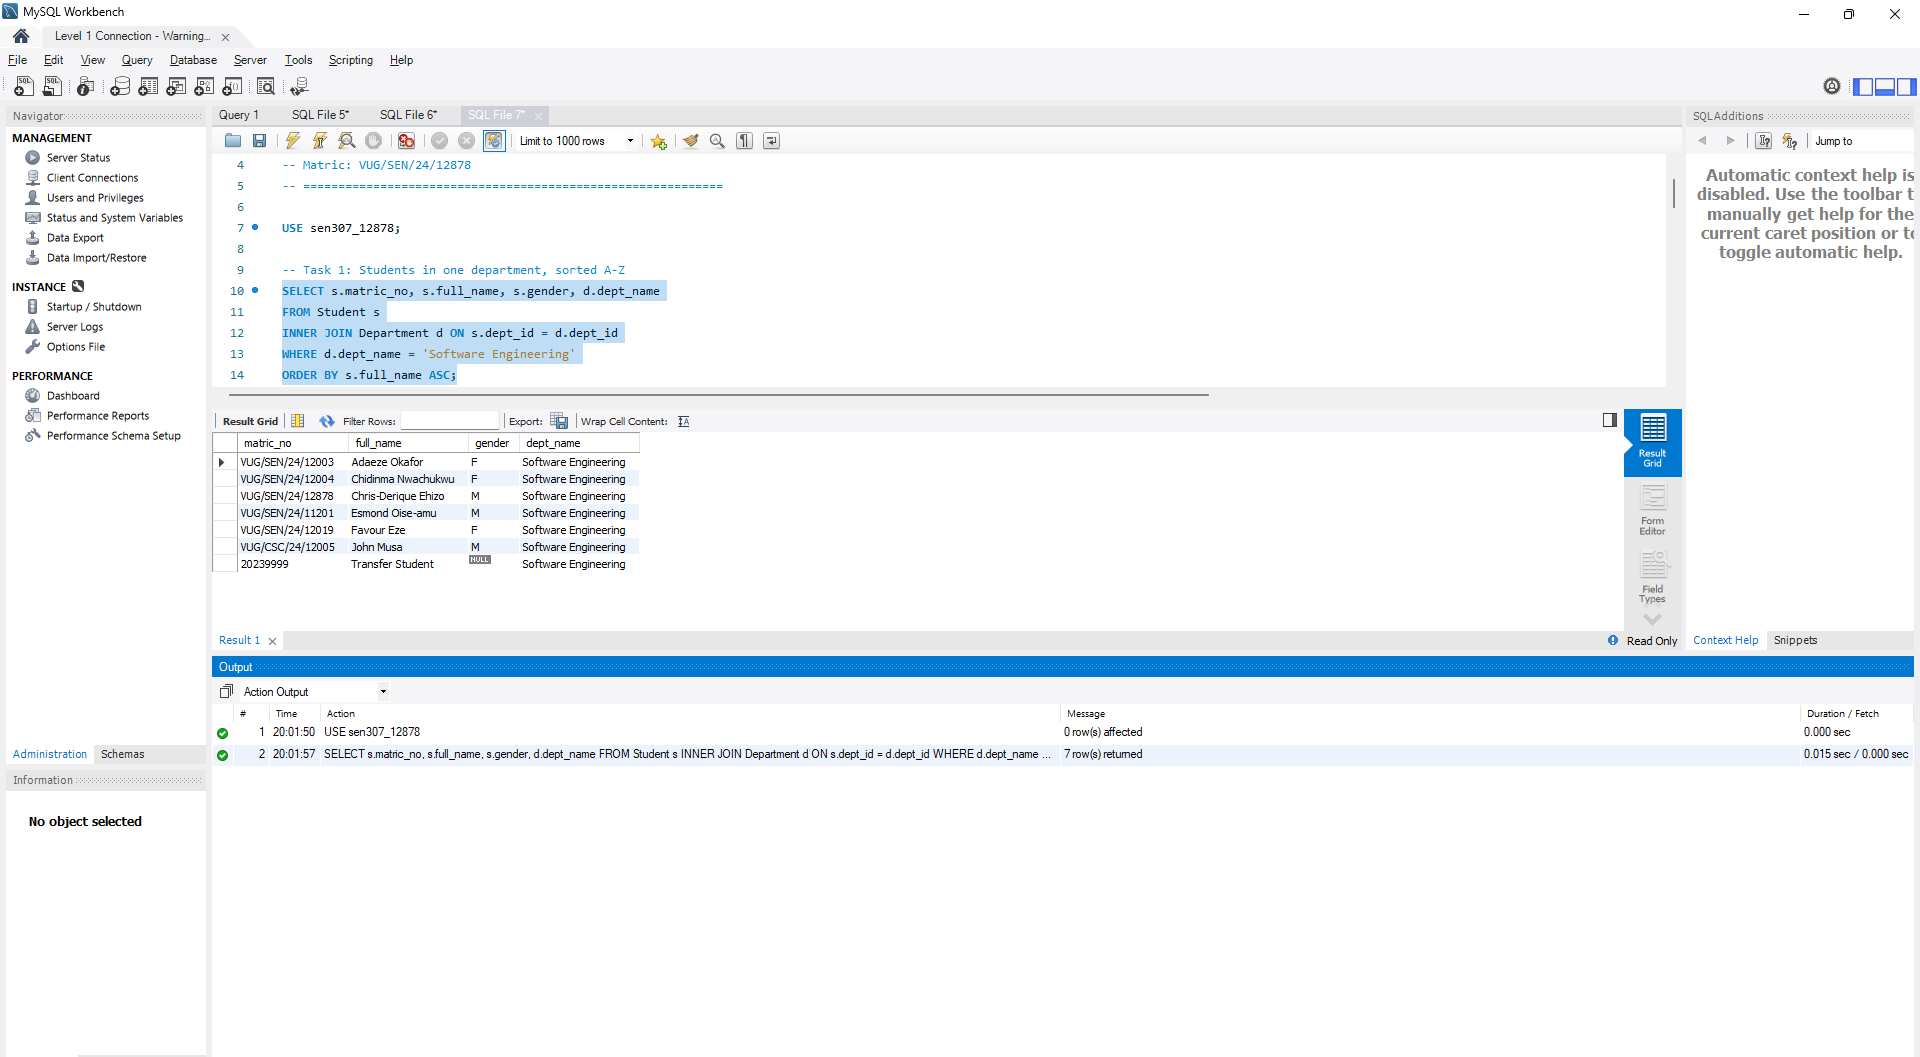 MySQL Workbench
Level 1 Connection - Warning...
File Edit View Query Database Server Tools Scripting Help
Navigator
MANAGEMENT
Server Status
Client Connections
Users and Privileges
Status and System Variables
Data Export
Data Import/Restore
INSTANCE
Startup / Shutdown
Server Logs
Options File
PERFORMANCE
Dashboard
Performance Reports
Performance Schema Setup
Administration Schemas
Information
No object selected
Query 1 SQL File 5* SQL File 6* SQL File 7*
Limit to 1000 rows
4 -- Matric: VUG/SEN/24/12878
5 -- ============================================================
6
7 USE sen307_12878;
8
9 -- Task 1: Students in one department, sorted A-Z
10 SELECT s.matric_no, s.full_name, s.gender, d.dept_name
11 FROM Student s
12 INNER JOIN Department d ON s.dept_id = d.dept_id
13 WHERE d.dept_name = 'Software Engineering'
14 ORDER BY s.full_name ASC;
Result Grid Filter Rows: Export: Wrap Cell Content:
matric_no full_name gender dept_name
VUG/SEN/24/12003 Adaeze Okafor F Software Engineering
VUG/SEN/24/12004 Chidinma Nwachukwu F Software Engineering
VUG/SEN/24/12878 Chris-Derique Ehizo M Software Engineering
VUG/SEN/24/11201 Esmond Oise-amu M Software Engineering
VUG/SEN/24/12019 Favour Eze F Software Engineering
VUG/CSC/24/12005 John Musa M Software Engineering
20239999 Transfer Student NULL Software Engineering
Result Grid
Form Editor
Field Types
Result 1
Read Only
SQLAdditions
Jump to
Automatic context help is
disabled. Use the toolbar t
manually get help for the
current caret position or to
toggle automatic help.
Context Help Snippets
Output
Action Output
# Time Action Message Duration / Fetch
1 20:01:50 USE sen307_12878 0 row(s) affected 0.000 sec
2 20:01:57 SELECT s.matric_no, s.full_name, s.gender, d.dept_name FROM Student s INNER JOIN Department d ON s.dept_id = d.dept_id WHERE d.dept_name ... 7 row(s) returned 0.015 sec / 0.000 sec